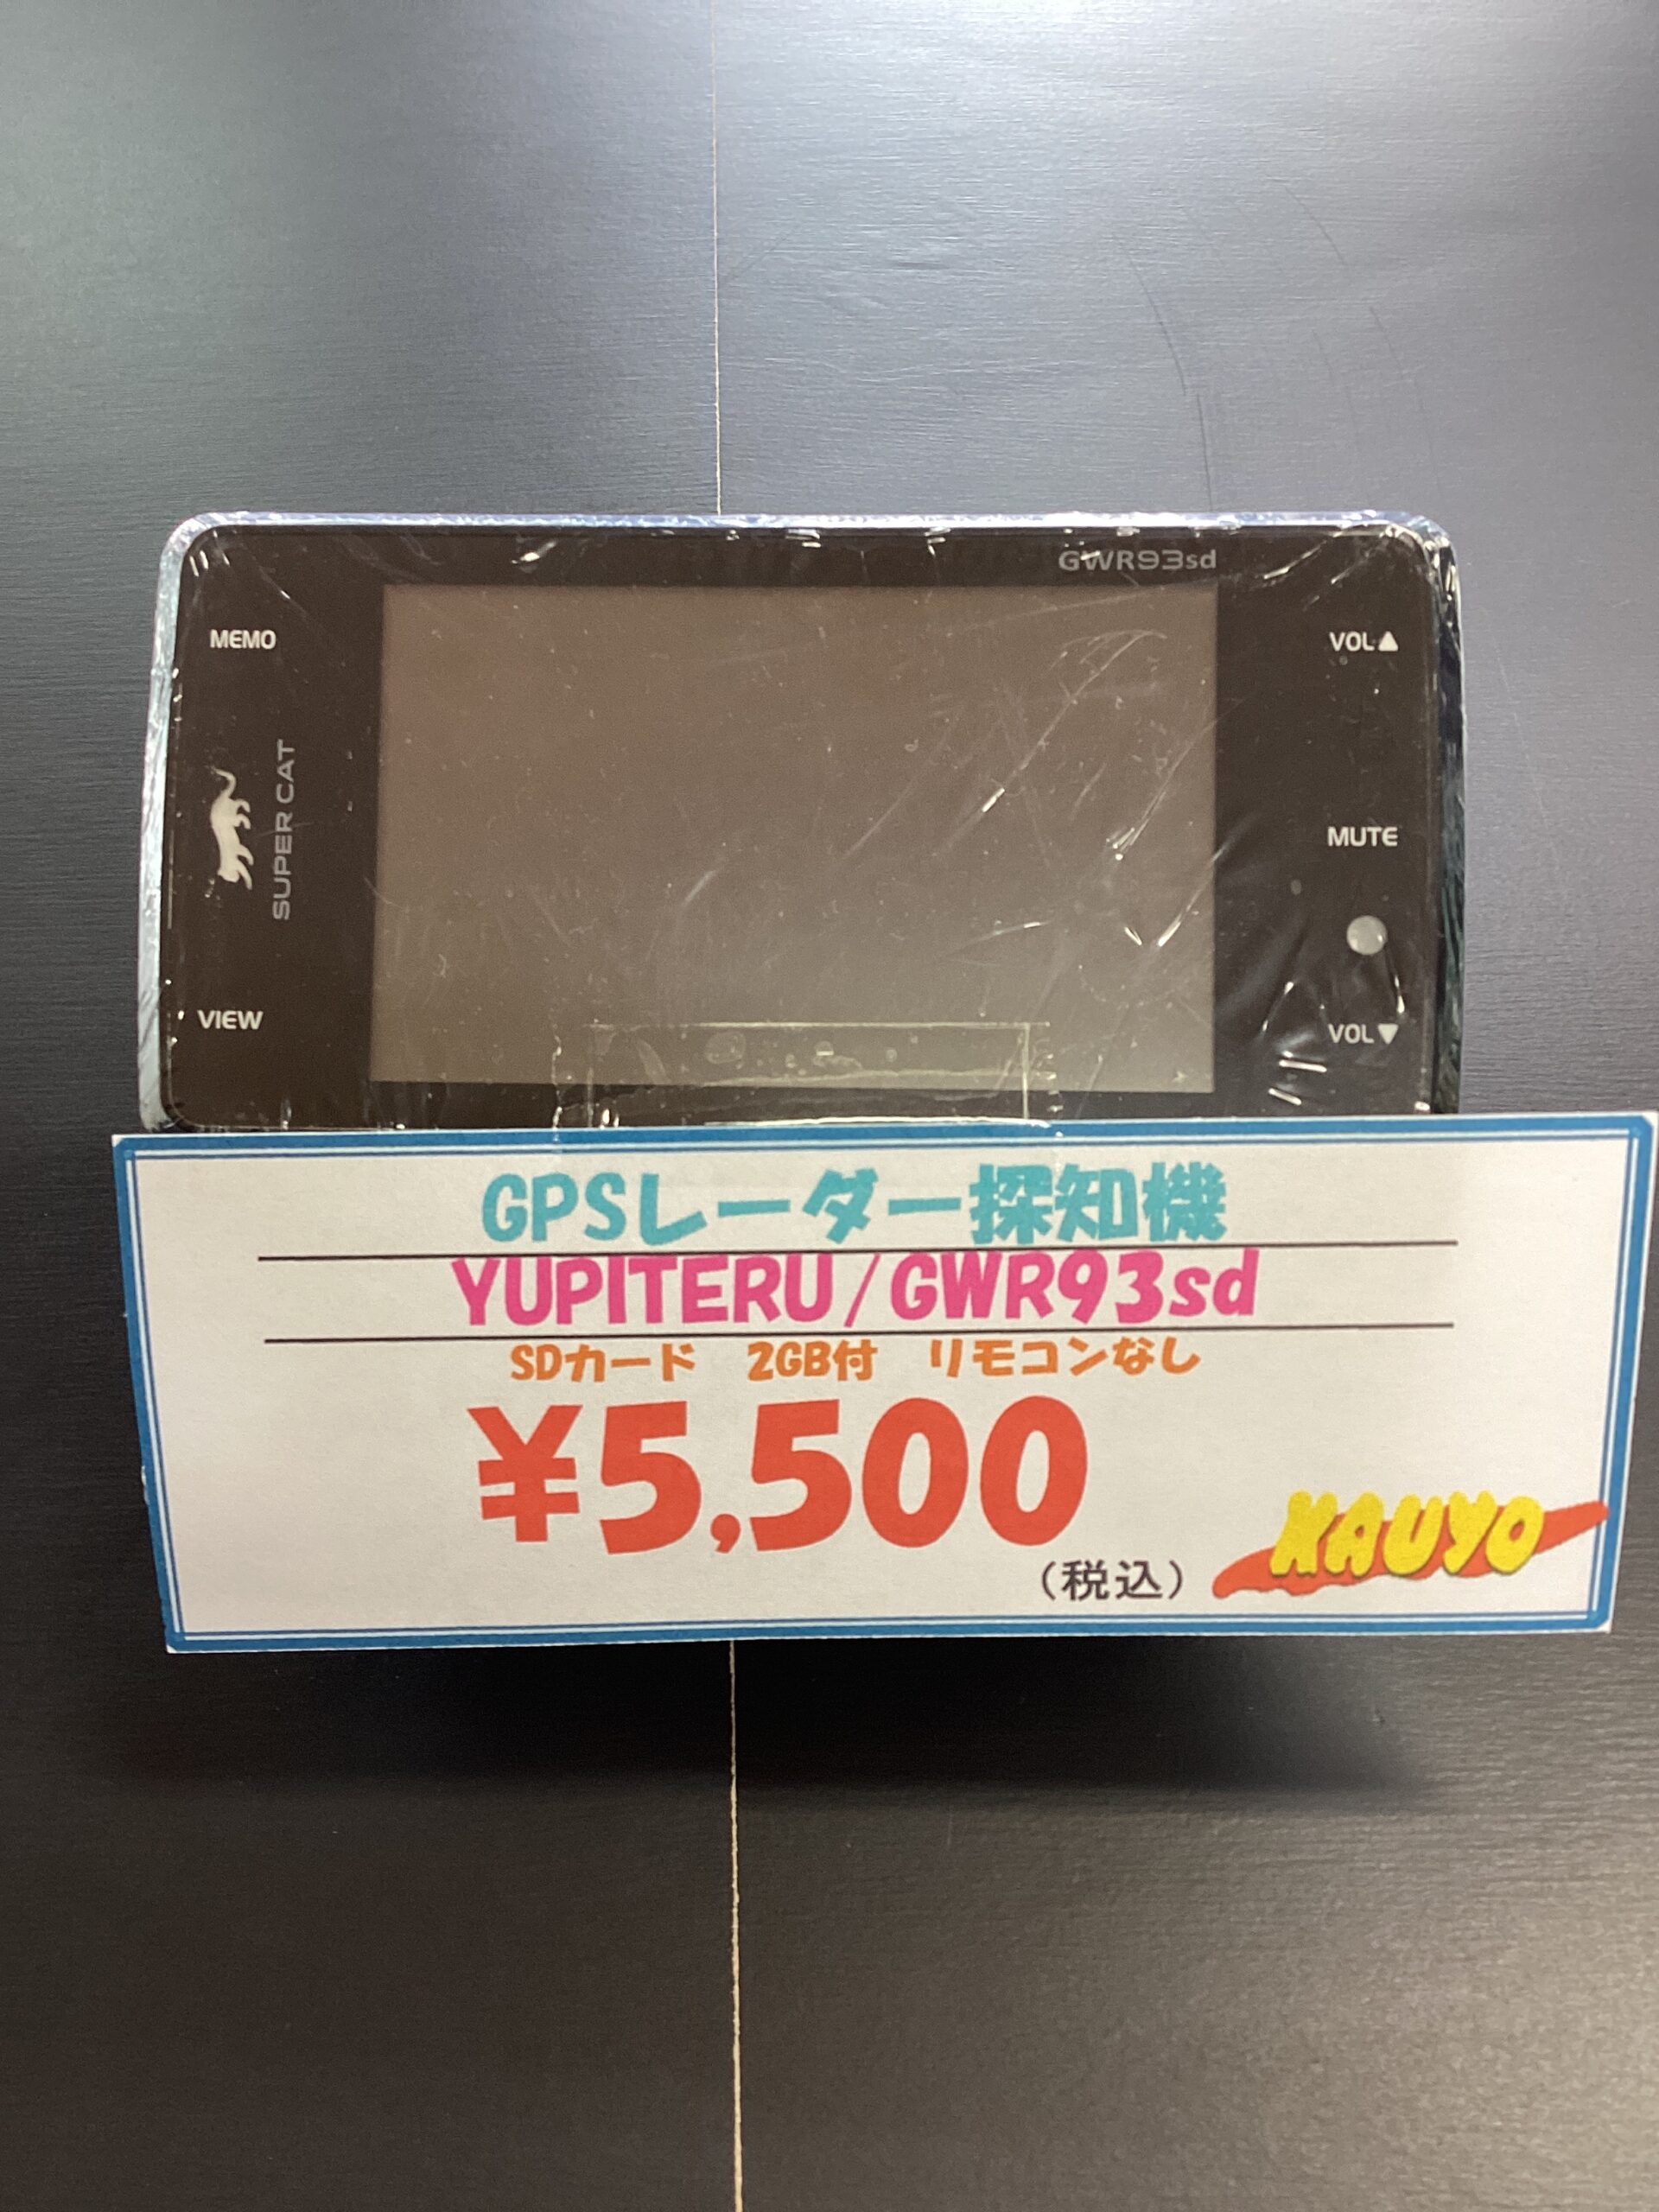 GWR93sd
MEMO
VOL▲
SUPER CAT
MUTE
VIEW
VOL▼
GPSレーダー探知機
YUPITERU/GWR93sd
SDカード 2GB付 リモコンなし
¥5,500
(税込)
KAUYO